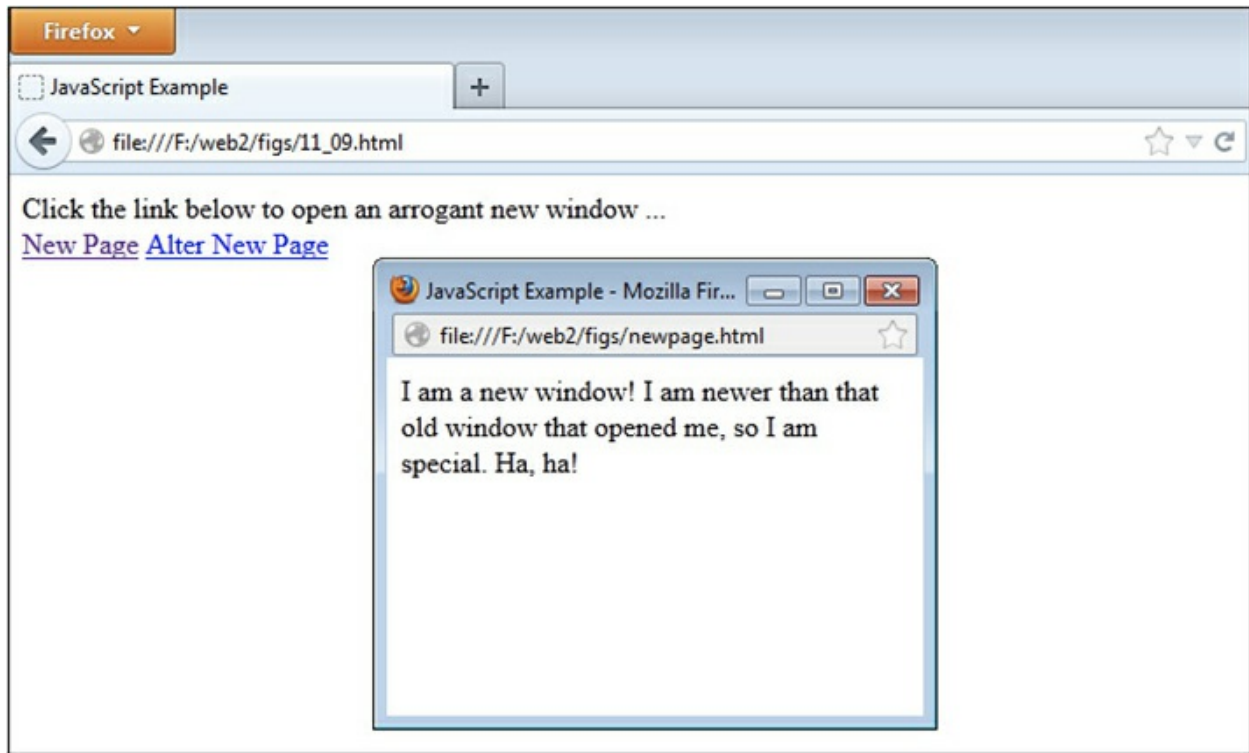 Firefox
JavaScript Example
file:///F:/web2/figs/11_09.html
Click the link below to open an arrogant new window ...
New Page Alter New Page
JavaScript Example - Mozilla Fir...
file:///F:/web2/figs/newpage.html
I am a new window! I am newer than that
old window that opened me, so I am
special. Ha, ha!